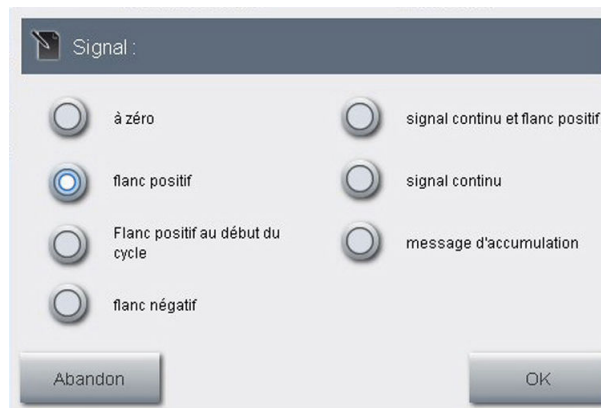 Signal :
à zéro
signal continu et flanc positif
flanc positif
signal continu
Flanc positif au début du
cycle
message d'accumulation
flanc négatif
Abandon
OK